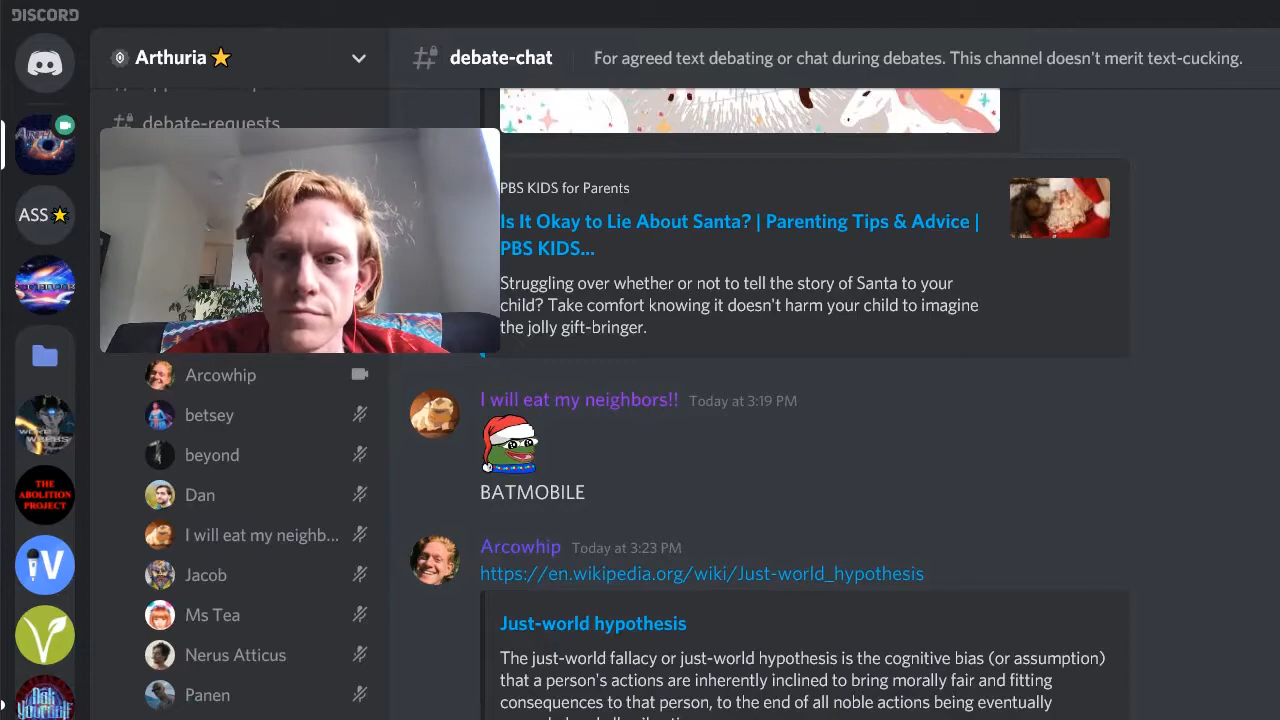 DISCORD
Arthuria
debate-chat
For agreed text debating or chat during debates. This channel doesn't merit text-cucking.
debate-requests
ASS
PBS KIDS for Parents
Is It Okay to Lie About Santa? | Parenting Tips & Advice |
PBS KIDS...
Struggling over whether or not to tell the story of Santa to your
child? Take comfort knowing it doesn't harm your child to imagine
the jolly gift-bringer.
Arcowhip
betsey
beyond
Dan
I will eat my neighb...
Jacob
Ms Tea
Nerus Atticus
Panen
THE
ABOLITION
PROJECT
V
I will eat my neighbors!! Today at 3:19 PM
BATMOBILE
Arcowhip Today at 3:23 PM
https://en.wikipedia.org/wiki/Just-world_hypothesis
Just-world hypothesis
The just-world fallacy or just-world hypothesis is the cognitive bias (or assumption)
that a person's actions are inherently inclined to bring morally fair and fitting
consequences to that person, to the end of all noble actions being eventually